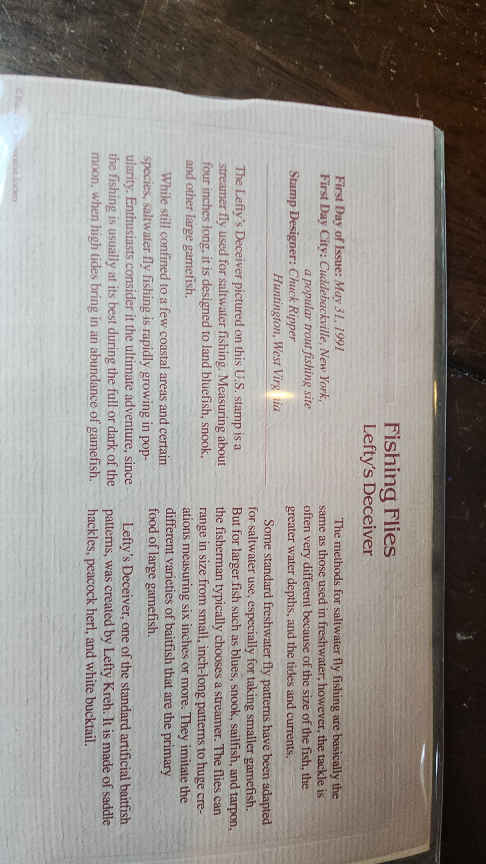 Fishing Flies
Lefty's Deceiver
First Day of Issue: May 31, 1991
First Day City: Cuddebackville, New York,
a popular trout fishing site
Stamp Designer: Chuck Ripper
Huntington, West Virginia
The Lefty's Deceiver pictured on this U.S. stamp is a
streamer fly used for saltwater fishing. Measuring about
four inches long, it is designed to land bluefish, snook,
and other large gamefish.
While still confined to a few coastal areas and certain
species, saltwater fly fishing is rapidly growing in pop-
ularity. Enthusiasts consider it the ultimate adventure, since
the fishing is usually at its best during the full or dark of the
moon, when high tides bring in an abundance of gamefish.
The methods for saltwater fly fishing are basically the
same as those used in freshwater; however, the tackle is
often very different because of the size of the fish, the
greater water depths, and the tides and currents.
Some standard freshwater fly patterns have been adapted
for saltwater use, especially for taking smaller gamefish.
But for larger fish such as blues, snook, sailfish, and tarpon,
the fisherman typically chooses a streamer. The flies can
range in size from small, inch-long patterns to huge cre-
ations measuring six inches or more. They imitate the
different varieties of baitfish that are the primary
food of large gamefish.
Lefty's Deceiver, one of the standard artificial baitfish
patterns, was created by Lefty Kreh. It is made of saddle
hackles, peacock herl, and white bucktail.